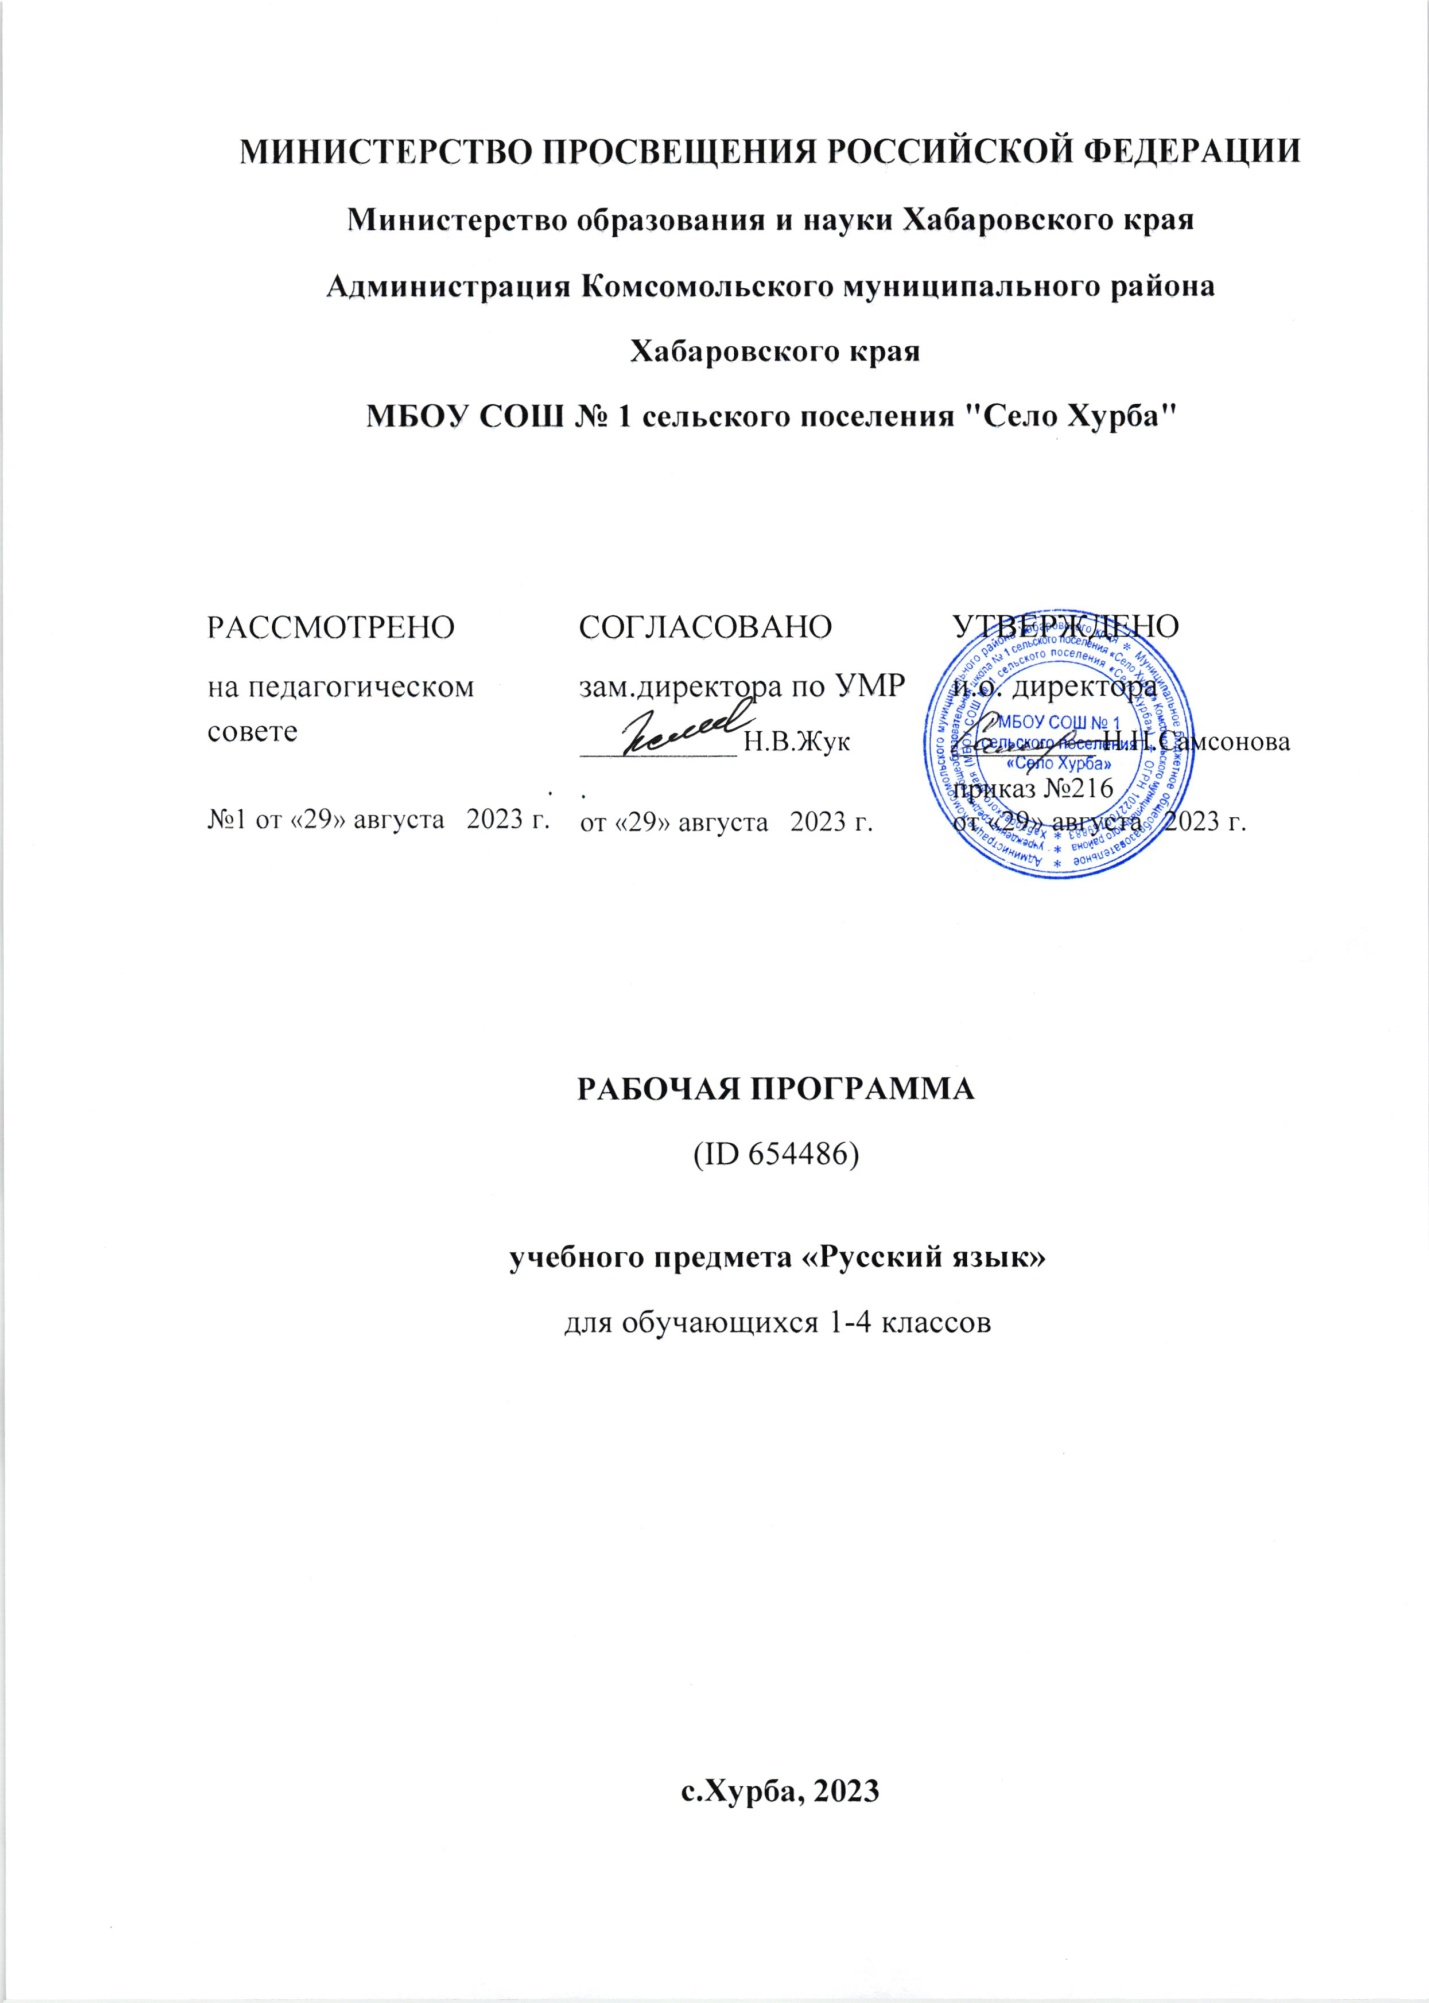 МИНИСТЕРСТВО ПРОСВЕЩЕНИЯ РОССИЙСКОЙ ФЕДЕРАЦИИ
Министерство образования и науки Хабаровского края
Администрация Комсомольского муниципального района
Хабаровского края
МБОУ СОШ № 1 сельского поселения "Село Хурба"
РАССМОТРЕНО
на педагогическом
совете
№1 от «29» августа 2023 г.
СОГЛАСОВАНО
зам.директора по УМР
Н.В.Жук
.
от «29» августа 2023 г.
УТВЕРЖДЕНО
и.о. директора
Н.Н.Самсонова
приказ №216
от «29» августа 2023 г.
МБОУ СОШ № 1
сельского поселения
«Село Хурба»
РАБОЧАЯ ПРОГРАММА
(ID 654486)
учебного предмета «Русский язык»
для обучающихся 1-4 классов
с.Хурба, 2023